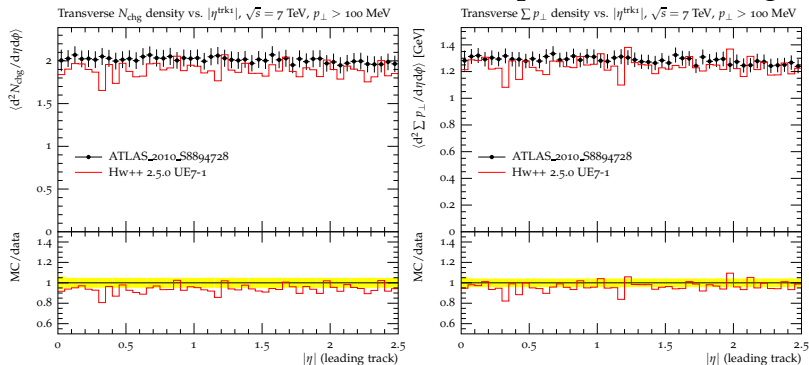 Transverse N_chg density vs. |η^trk1|, √s = 7 TeV, p⊥ > 100 MeV
⟨d²N_chg/dηdϕ⟩
2
1.5
1
0.5
0
ATLAS_2010_S8894728
Hw++ 2.5.0 UE7-1
MC/data
1.4
1.2
1
0.8
0.6
0 0.5 1 1.5 2 2.5
|η| (leading track)
Transverse ∑p⊥ density vs. |η^trk1|, √s = 7 TeV, p⊥ > 100 MeV
⟨d²∑p⊥/dηdϕ⟩ [GeV]
1.4
1.2
1
0.8
0.6
0.4
0.2
0
ATLAS_2010_S8894728
Hw++ 2.5.0 UE7-1
MC/data
1.4
1.2
1
0.8
0.6
0 0.5 1 1.5 2 2.5
|η| (leading track)